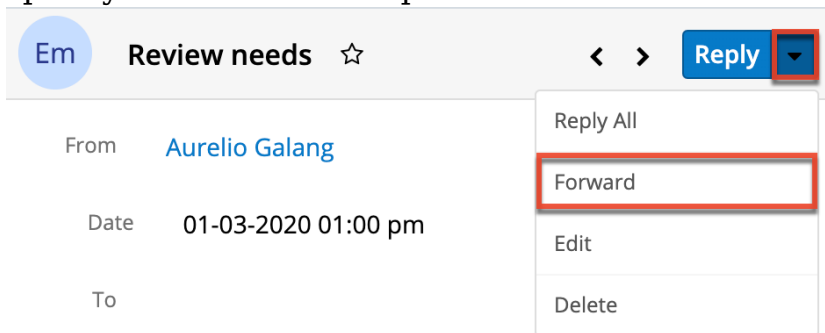 Em Review needs Reply
Reply All
From Aurelio Galang
Forward
Date 01-03-2020 01:00 pm
Edit
To
Delete